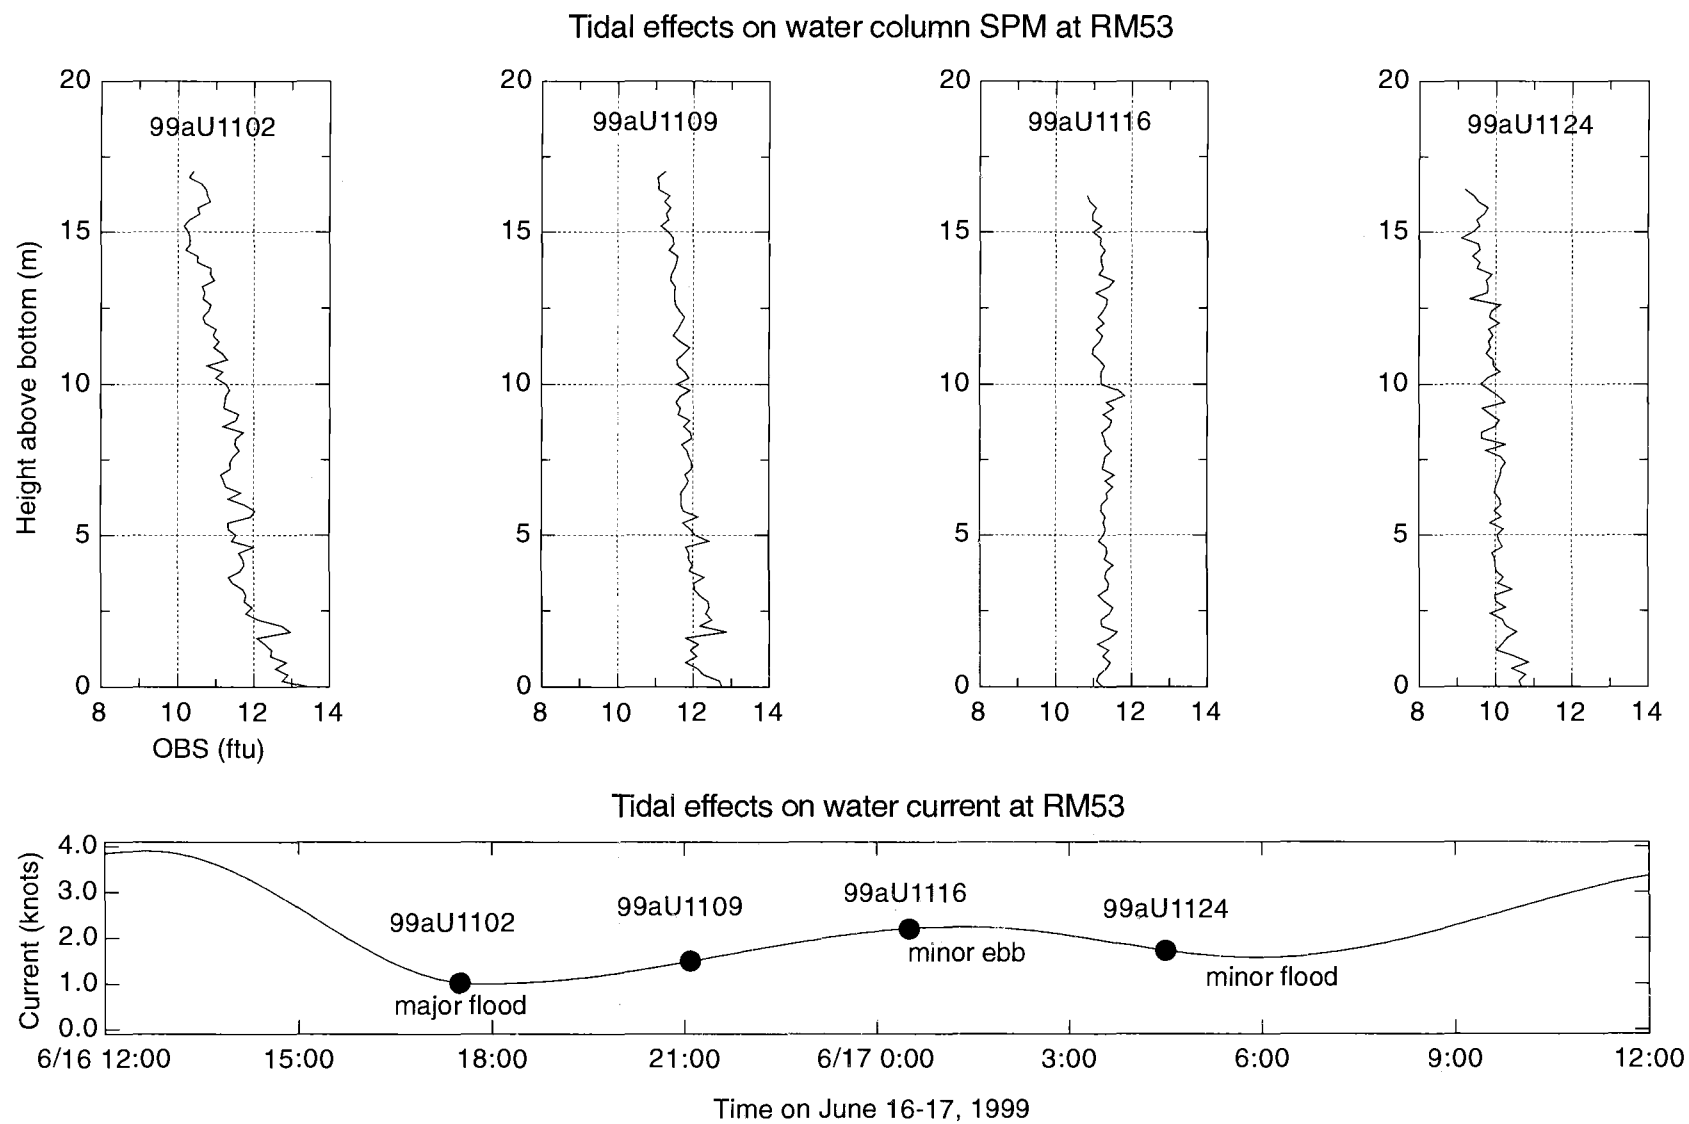 Tidal effects on water column SPM at RM53
20 20 20 20
99aU1102 99aU1109 99aU1116 99aU1124
15 15 15 15
Height above bottom (m)
10 10 10 10
5 5 5 5
0 0 0 0
8 10 12 14 8 10 12 14 8 10 12 14 8 10 12 14
OBS (ftu)
Tidal effects on water current at RM53
Current (knots)
4.0
3.0
2.0
1.0
0.0
99aU1102 99aU1109 99aU1116 99aU1124
major flood minor ebb minor flood
6/16 12:00 15:00 18:00 21:00 6/17 0:00 3:00 6:00 9:00 12:00
Time on June 16-17, 1999